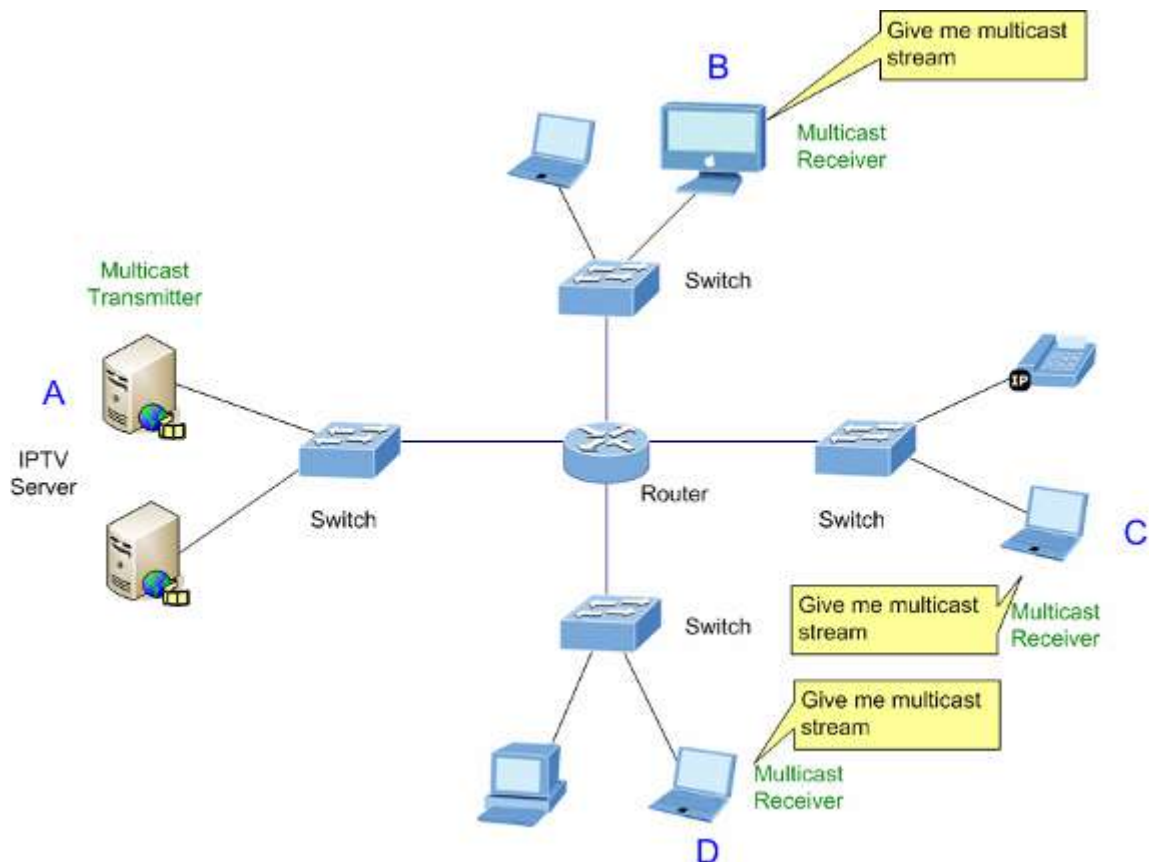 Give me multicast
stream
B
Multicast
Receiver
Switch
Multicast
Transmitter
A
IPTV
Server
Switch
Router
IP
Switch
C
Give me multicast
stream
Multicast
Receiver
Switch
Give me multicast
stream
Multicast
Receiver
D